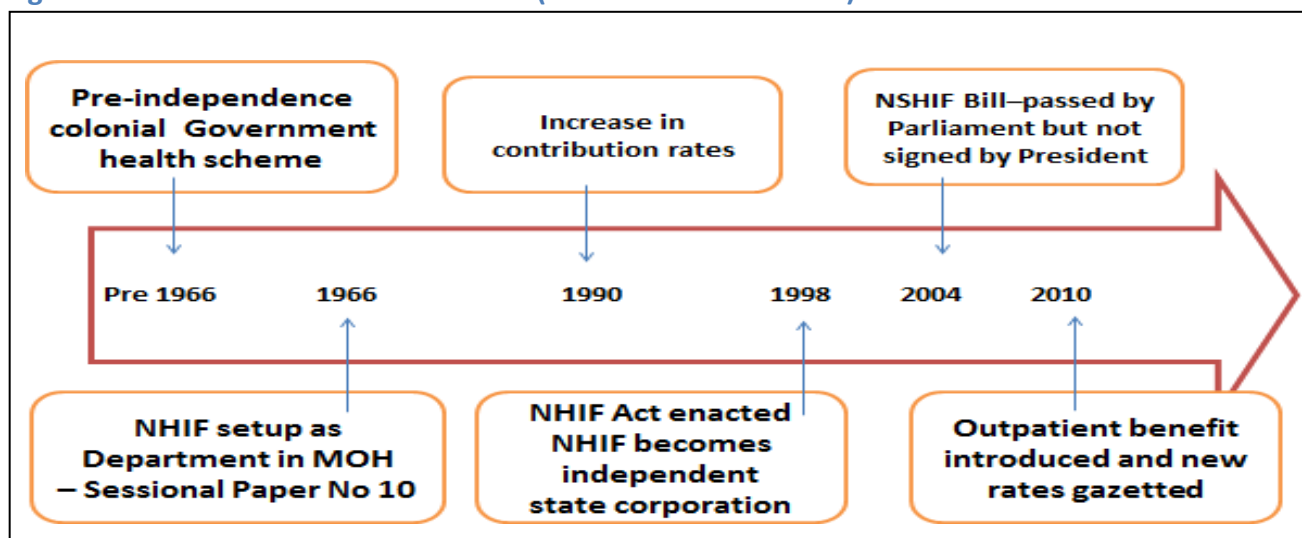 Pre-independence
colonial Government
health scheme
Increase in
contribution rates
NSHIF Bill–passed by
Parliament but not
signed by President
Pre 1966
1966
1990
1998
2004
2010
NHIF setup as
Department in MOH
– Sessional Paper No 10
NHIF Act enacted
NHIF becomes
independent
state corporation
Outpatient benefit
introduced and new
rates gazetted